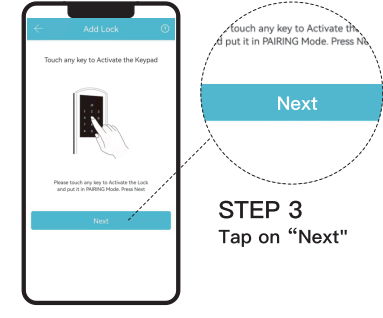 Add Lock
Touch any key to Activate the Keypad
Please touch any key to Activate the Lock
and put it in PAIRING Mode. Press Next
Next
touch any key to Activate th
d put it in PAIRING Mode. Press Ne
Next
STEP 3
Tap on “Next"